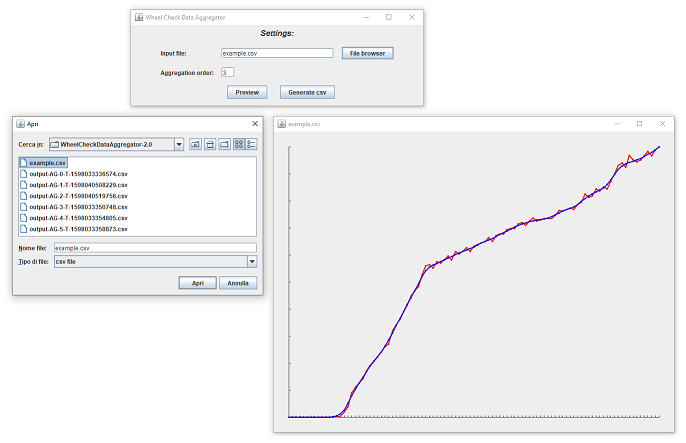 Wheel Check Data Aggregator
Settings:
Input file: example.csv File browser
Aggregation order: 3
Preview Generate csv
Apri
Cerca in: WheelCheckDataAggregator-2.0
example.csv
output-AG-0-T-1598033336574.csv
output-AG-1-T-1598040508229.csv
output-AG-2-T-1598040519756.csv
output-AG-3-T-1598033350748.csv
output-AG-4-T-1598033354805.csv
output-AG-5-T-1598033358873.csv
Nome file: example.csv
Tipo di file: csv file
Apri Annulla
example.csv